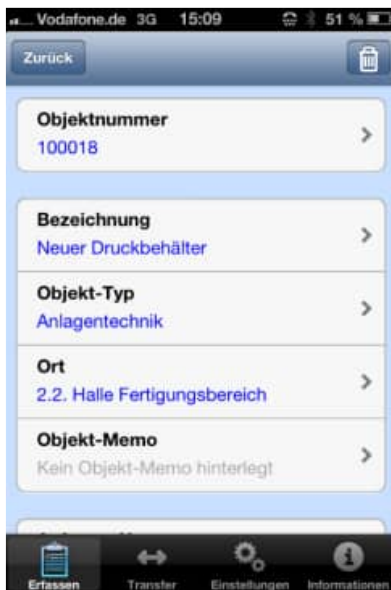 Vodafone.de 3G 15:09 51 %
Zurück
Objektnummer
100018
Bezeichnung
Neuer Druckbehälter
Objekt-Typ
Anlagentechnik
Ort
2.2. Halle Fertigungsbereich
Objekt-Memo
Kein Objekt-Memo hinterlegt
Erfassen Transfer Einstellungen Informationen